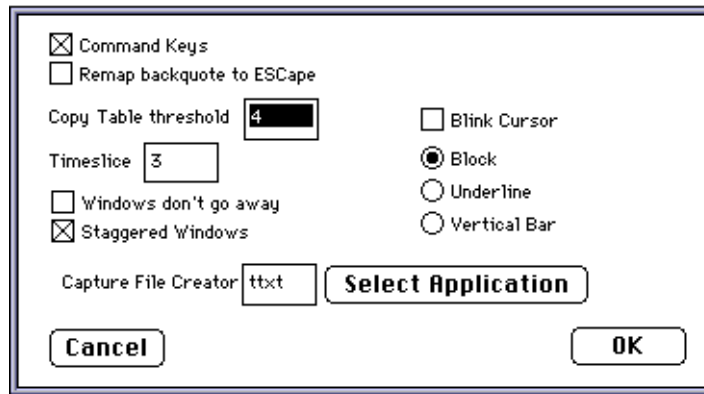 Command Keys
Remap backquote to ESCape
Copy Table threshold 4
Blink Cursor
Timeslice 3
Block
Underline
Windows don't go away
Vertical Bar
Staggered Windows
Capture File Creator ttxt Select Application
Cancel OK